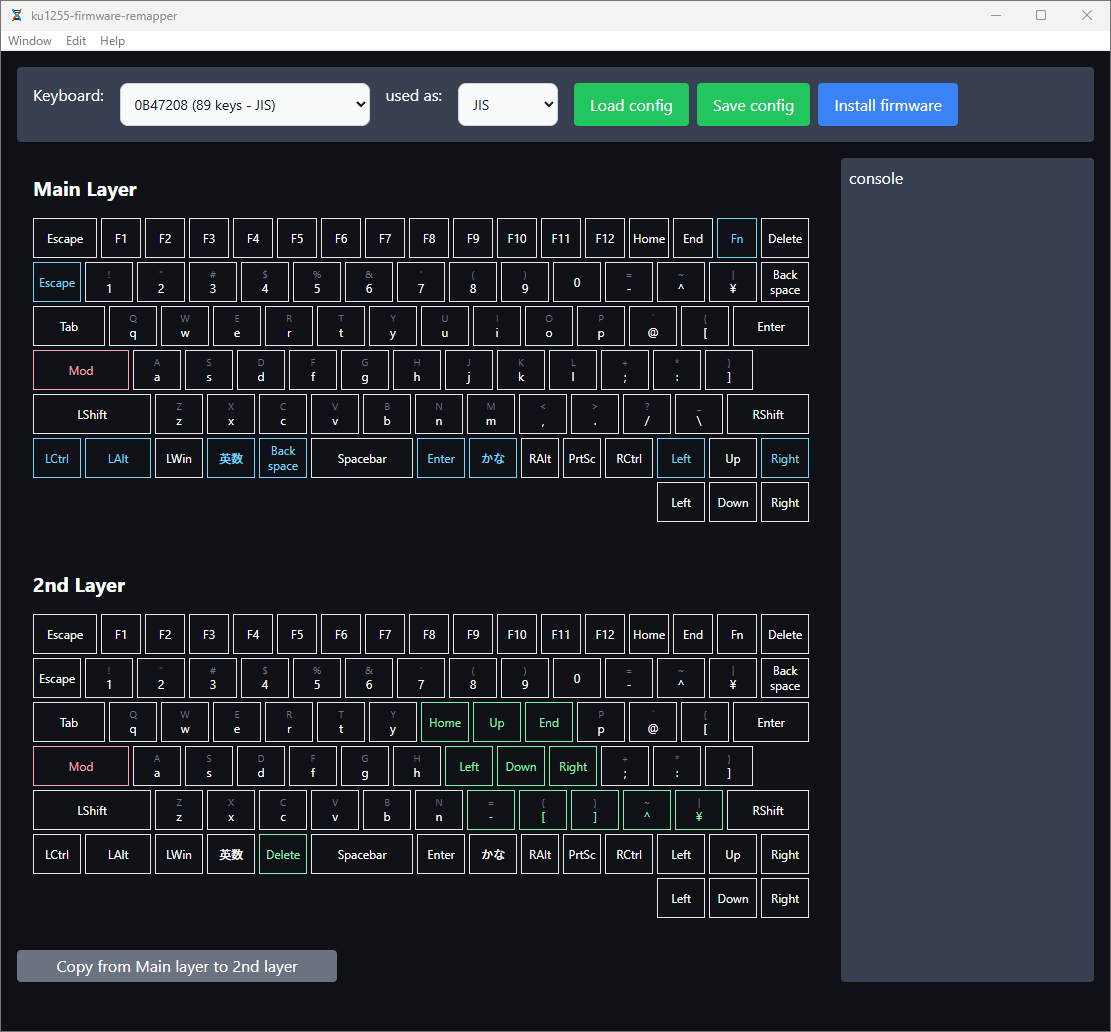 ku1255-firmware-remapper
Window Edit Help
Keyboard: 0B47208 (89 keys - JIS) used as: JIS Load config Save config Install firmware
console
Main Layer
Escape F1 F2 F3 F4 F5 F6 F7 F8 F9 F10 F11 F12 Home End Fn Delete
! " # $ % & ' ( ) = ~ | Back
Escape 1 2 3 4 5 6 7 8 9 0 - ^ ¥ space
Q W E R T Y U I O P ` {
Tab q w e r t y u i o p @ [ Enter
A S D F G H J K L + * }
Mod a s d f g h j k l ; : ]
Z X C V B N M < > ? _
LShift z x c v b n m , . / \ RShift
LCtrl LAlt LWin 英数 Back space Spacebar Enter かな RAlt PrtSc RCtrl Left Up Right
Left Down Right
2nd Layer
Escape F1 F2 F3 F4 F5 F6 F7 F8 F9 F10 F11 F12 Home End Fn Delete
! " # $ % & ' ( ) = ~ | Back
Escape 1 2 3 4 5 6 7 8 9 0 - ^ ¥ space
Q W E R T Y P ` {
Tab q w e r t y Home Up End p @ [ Enter
A S D F G H + * }
Mod a s d f g h Left Down Right ; : ]
Z X C V B N = { } ~ |
LShift z x c v b n - [ ] ^ ¥ RShift
LCtrl LAlt LWin 英数 Delete Spacebar Enter かな RAlt PrtSc RCtrl Left Up Right
Left Down Right
Copy from Main layer to 2nd layer